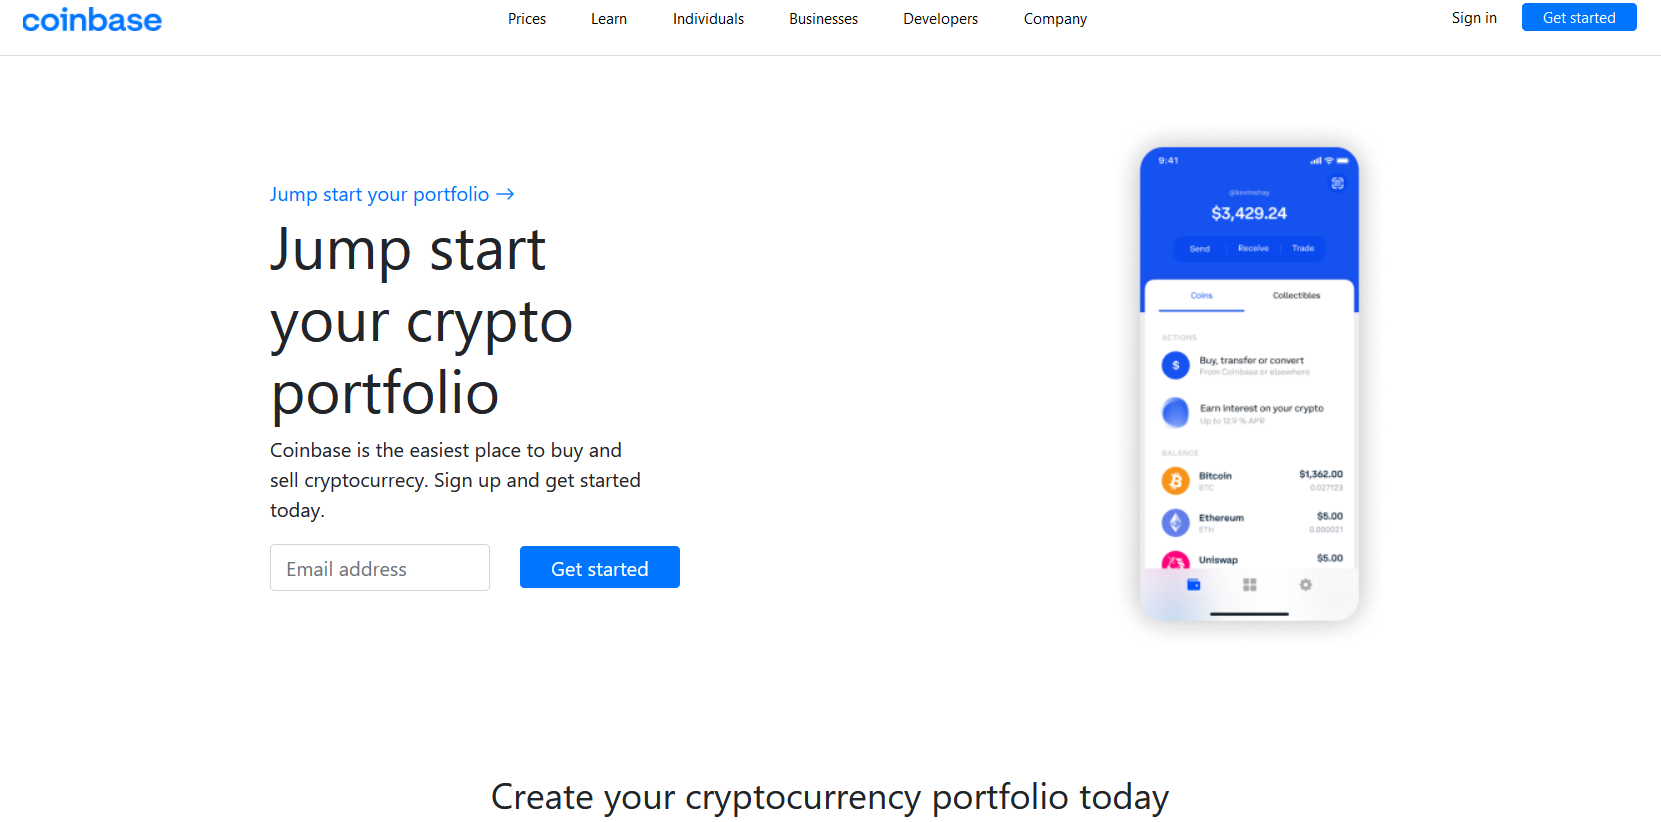 coinbase
Prices Learn Individuals Businesses Developers Company
Sign in Get started
Jump start your portfolio →
Jump start
your crypto
portfolio
Coinbase is the easiest place to buy and
sell cryptocurrecy. Sign up and get started
today.
Email address Get started
9:41
@kevinshay
$3,429.24
Send Receive Trade
Coins Collectibles
ACTIONS
$
Buy, transfer or convert
From Coinbase or elsewhere
Earn interest on your crypto
Up to 12.9 % APR
BALANCE
Bitcoin $1,362.00
BTC 0.027123
Ethereum $5.00
ETH 0.000021
Uniswap $5.00
Create your cryptocurrency portfolio today